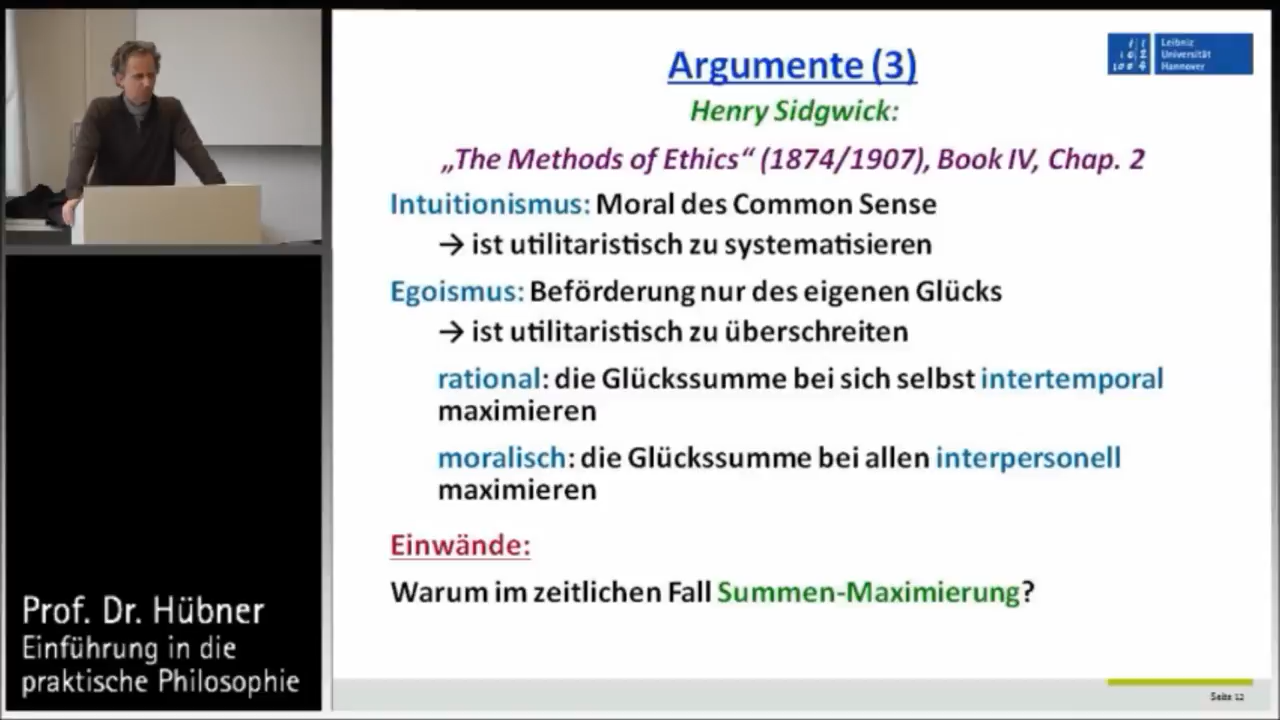 Argumente (3)
Leibniz
Universität
Hannover
Henry Sidgwick:
„The Methods of Ethics“ (1874/1907), Book IV, Chap. 2
Intuitionismus: Moral des Common Sense
→ ist utilitaristisch zu systematisieren
Egoismus: Beförderung nur des eigenen Glücks
→ ist utilitaristisch zu überschreiten
rational: die Glückssumme bei sich selbst intertemporal
maximieren
moralisch: die Glückssumme bei allen interpersonell
maximieren
Einwände:
Warum im zeitlichen Fall Summen-Maximierung?
Prof. Dr. Hübner
Einführung in die
praktische Philosophie
Seite 12